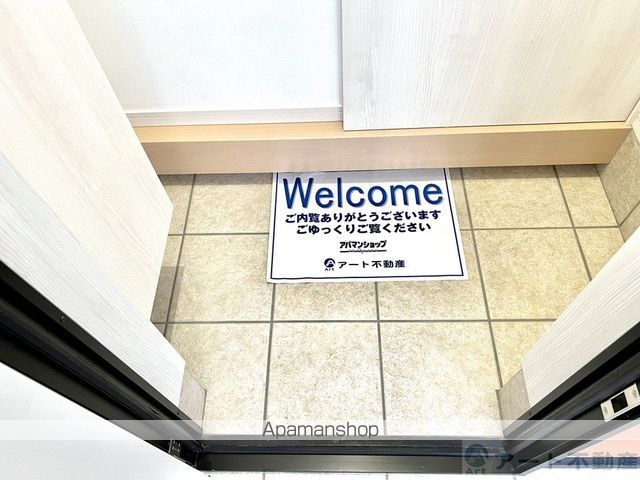 Welcome
ご内覧ありがとうございます
ごゆっくりご覧ください
アパマンショップ
Art アート不動産
Apamanshop
Art アート不動産